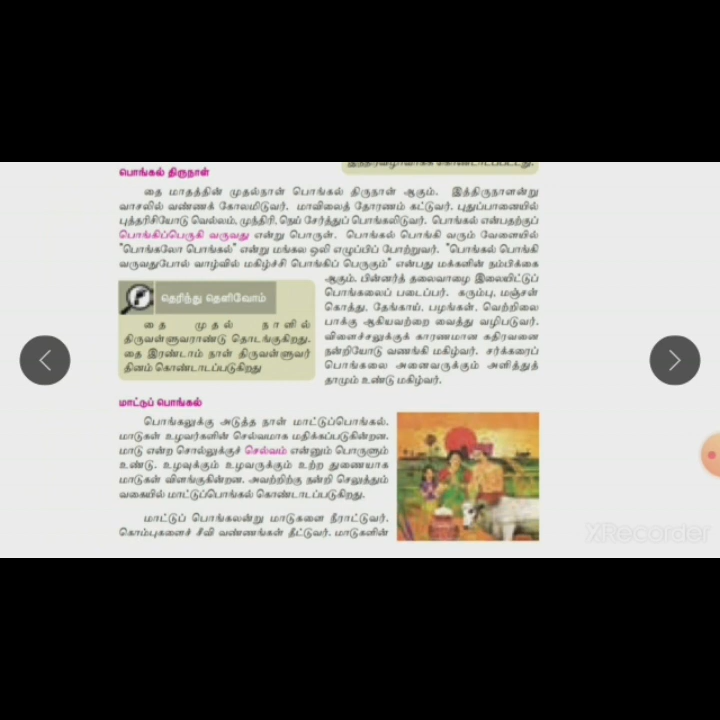 பொங்கல் திருநாள்
தை மாதத்தின் முதல்நாள் பொங்கல் திருநாள் ஆகும். இத்திருநாளன்று
வாசலில் வண்ணக் கோலமிடுவர். மாவிலைத் தோரணம் கட்டுவர். புதுப்பானையில்
புத்தரிசியோடு வெல்லம், முந்திரி, நெய் சேர்த்துப் பொங்கலிடுவர். பொங்கல் என்பதற்குப்
பொங்கிப்பெருகி வருவது என்று பொருள். பொங்கல் பொங்கி வரும் வேளையில்
"பொங்கலோ பொங்கல்" என்று மங்கல ஒலி எழுப்பிப் போற்றுவர். "பொங்கல் பொங்கி
வருவதுபோல் வாழ்வில் மகிழ்ச்சி பொங்கிப் பெருகும்" என்பது மக்களின் நம்பிக்கை
ஆகும். பின்னர்த் தலைவாழை இலையிட்டுப்
பொங்கலைப் படைப்பர். கரும்பு, மஞ்சள்
கொத்து, தேங்காய், பழங்கள், வெற்றிலை
பாக்கு ஆகியவற்றை வைத்து வழிபடுவர்.
விளைச்சலுக்குக் காரணமான கதிரவனை
நன்றியோடு வணங்கி மகிழ்வர். சர்க்கரைப்
பொங்கலை அனைவருக்கும் அளித்துத்
தாமும் உண்டு மகிழ்வர்.
தெரிந்து தெளிவோம்
தை முதல் நாளில்
திருவள்ளுவராண்டு தொடங்குகிறது.
தை இரண்டாம் நாள் திருவள்ளுவர்
தினம் கொண்டாடப்படுகிறது
மாட்டுப் பொங்கல்
பொங்கலுக்கு அடுத்த நாள் மாட்டுப்பொங்கல்.
மாடுகள் உழவர்களின் செல்வமாக மதிக்கப்படுகின்றன.
மாடு என்ற சொல்லுக்குச் செல்வம் என்னும் பொருளும்
உண்டு. உழவுக்கும் உழவருக்கும் உற்ற துணையாக
மாடுகள் விளங்குகின்றன. அவற்றிற்கு நன்றி செலுத்தும்
வகையில் மாட்டுப்பொங்கல் கொண்டாடப்படுகிறது.
மாட்டுப் பொங்கலன்று மாடுகளை நீராட்டுவர்.
கொம்புகளைச் சீவி வண்ணங்கள் தீட்டுவர். மாடுகளின்
XRecorder